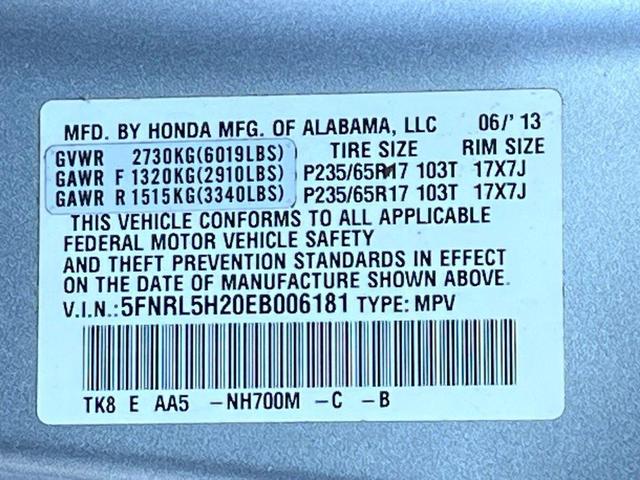 MFD. BY HONDA MFG. OF ALABAMA, LLC 06/'13
GVWR 2730KG(6019LBS) TIRE SIZE RIM SIZE
GAWR F 1320KG(2910LBS) P235/65R17 103T 17X7J
GAWR R 1515KG(3340LBS) P235/65R17 103T 17X7J
THIS VEHICLE CONFORMS TO ALL APPLICABLE
FEDERAL MOTOR VEHICLE SAFETY
AND THEFT PREVENTION STANDARDS IN EFFECT
ON THE DATE OF MANUFACTURE SHOWN ABOVE.
V.I.N.:5FNRL5H20EB006181 TYPE: MPV
TK8 E AA5 -NH700M -C -B